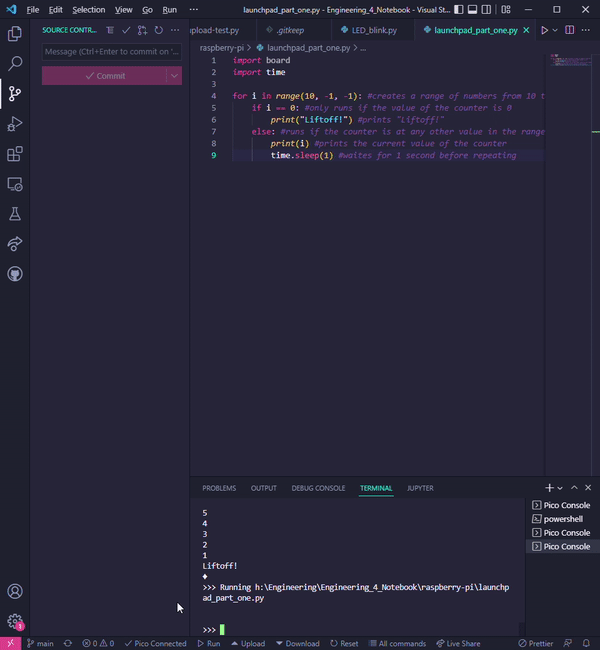 File Edit Selection View Go Run ··· launchpad_part_one.py - Engineering_4_Notebook - Visual St...
SOURCE CONTR...
upload-test.py .gitkeep LED_blink.py launchpad_part_one.py
Message (Ctrl+Enter to commit on '...
Commit
raspberry-pi > launchpad_part_one.py > ...
1 import board
2 import time
3
4 for i in range(10, -1, -1): #creates a range of numbers from 10 t
5 if i == 0: #only runs if the value of the counter is 0
6 print("Liftoff!") #prints "Liftoff!"
7 else: #runs if the counter is at any other value in the range
8 print(i) #prints the current value of the counter
9 time.sleep(1) #waits for 1 second before repeating
PROBLEMS OUTPUT DEBUG CONSOLE TERMINAL JUPYTER
5
4
3
2
1
Liftoff!
♦
>>> Running h:\Engineering\Engineering_4_Notebook\raspberry-pi\launchp
ad_part_one.py
>>>
Pico Console
powershell
Pico Console
Pico Console
1
main 0 0 Pico Connected Run Upload Download Reset All commands Live Share Prettier